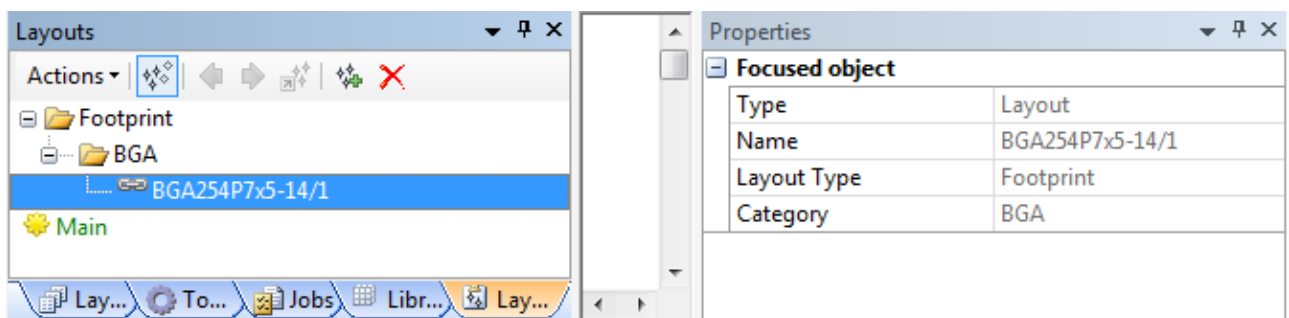 Layouts
Actions
Footprint
BGA
BGA254P7x5-14/1
Main
Lay...
To...
Jobs
Libr...
Lay...
Properties
Focused object
Type Layout
Name BGA254P7x5-14/1
Layout Type Footprint
Category BGA